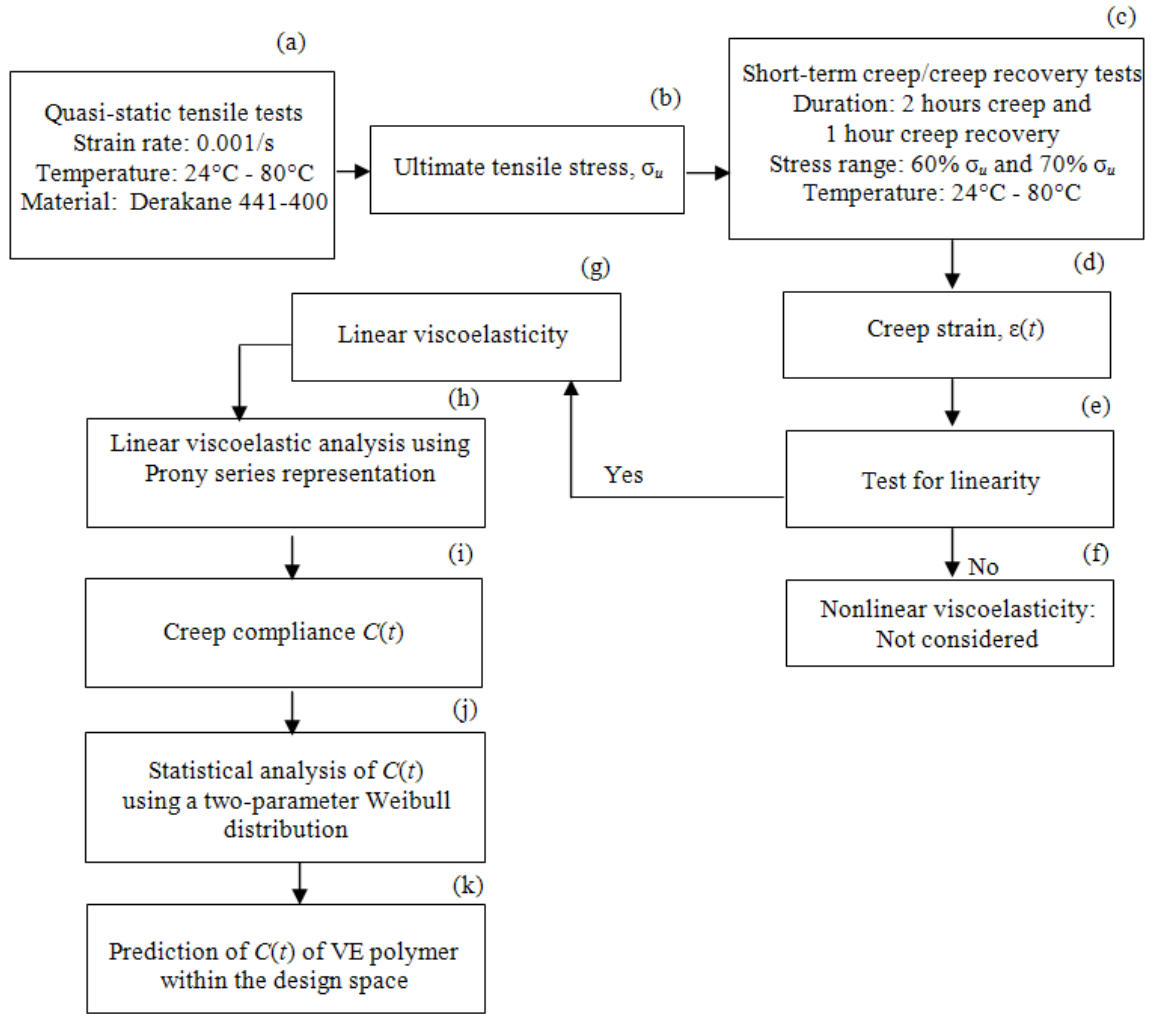 (a)
Quasi-static tensile tests
Strain rate: 0.001/s
Temperature: 24°C - 80°C
Material: Derakane 441-400
(b)
Ultimate tensile stress, σu
(c)
Short-term creep/creep recovery tests
Duration: 2 hours creep and
1 hour creep recovery
Stress range: 60% σu and 70% σu
Temperature: 24°C - 80°C
(d)
Creep strain, ε(t)
(e)
Test for linearity
Yes
No
(f)
Nonlinear viscoelasticity:
Not considered
(g)
Linear viscoelasticity
(h)
Linear viscoelastic analysis using
Prony series representation
(i)
Creep compliance C(t)
(j)
Statistical analysis of C(t)
using a two-parameter Weibull
distribution
(k)
Prediction of C(t) of VE polymer
within the design space